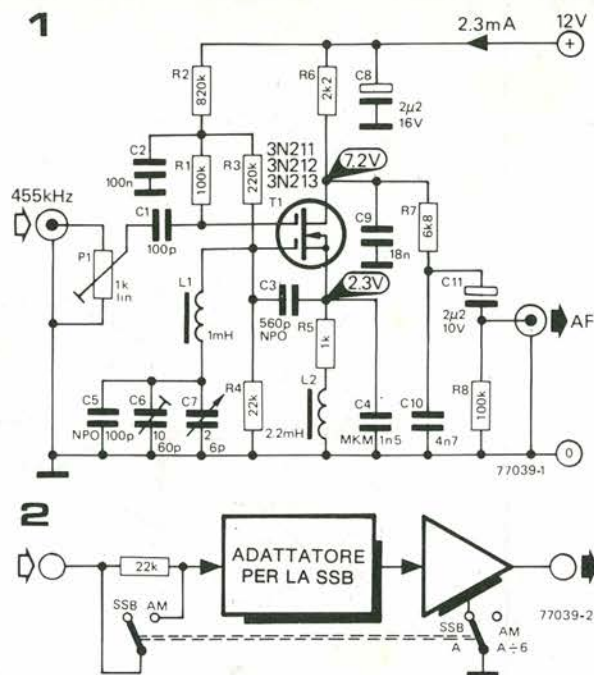 1
2.3mA
12V
+
R2
820k
R6
2k2
C8
2µ2
16V
C2
100n
R1
100k
R3
220k
3N211
3N212
3N213
T1
7.2V
455kHz
C1
100p
P1
1k
lin
C9
18n
R7
6k8
C11
2µ2
10V
AF
L1
1mH
C3
560p
NPO
2.3V
R5
1k
C5
NPO
100p
C6
10
60p
C7
2
6p
R4
22k
L2
2.2mH
C4
MKM
1n5
C10
4n7
R8
100k
77039-1
0
2
22k
SSB
AM
ADATTATORE
PER LA SSB
SSB
A
AM
A÷6
77039-2